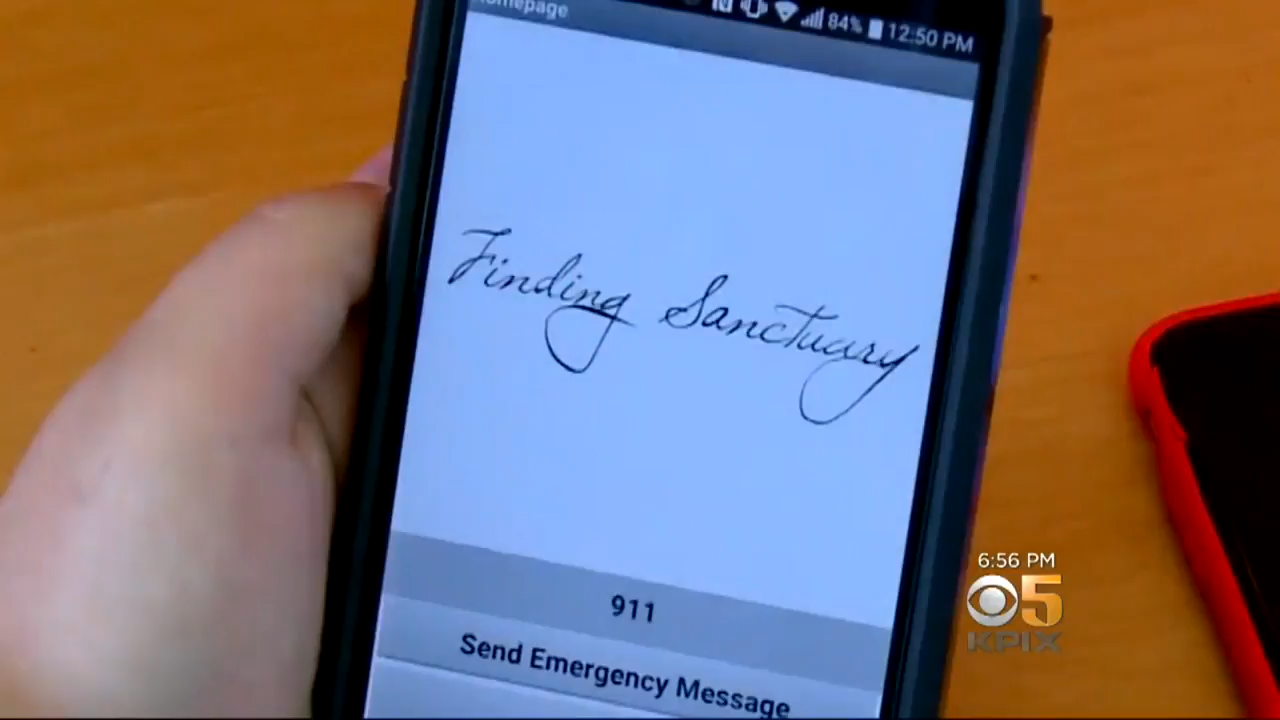 Homepage
84% 12:50 PM
Finding Sanctuary
911
Send Emergency Message
6:56 PM
5
KPIX